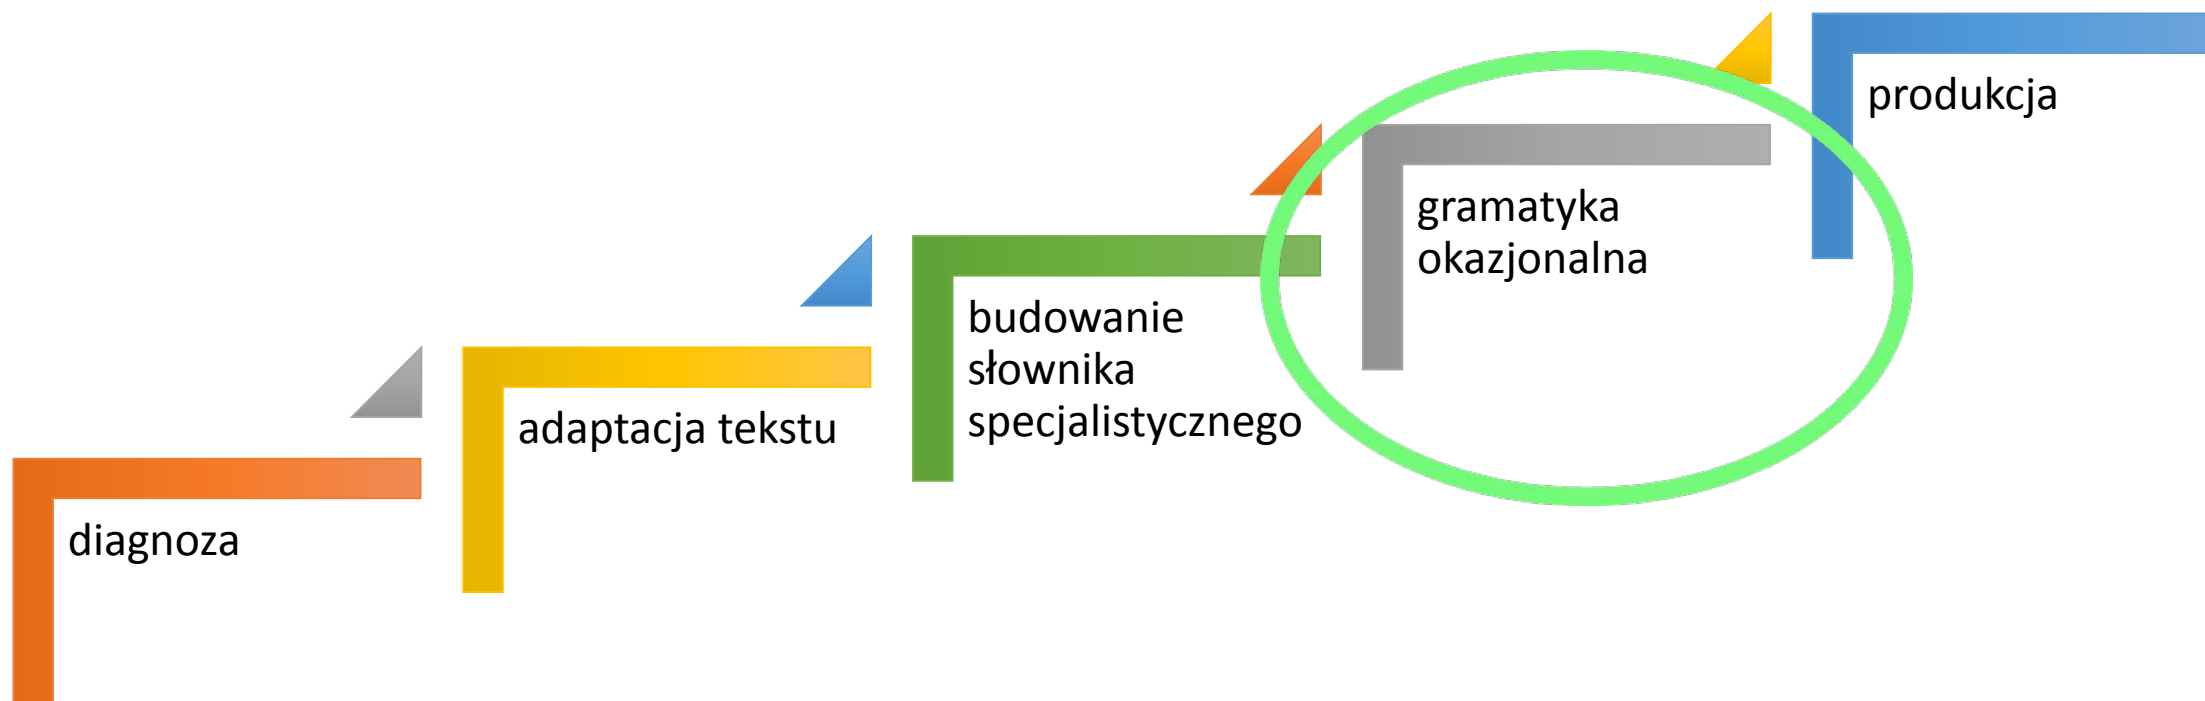 diagnoza
adaptacja tekstu
budowanie
słownika
specjalistycznego
gramatyka
okazjonalna
produkcja